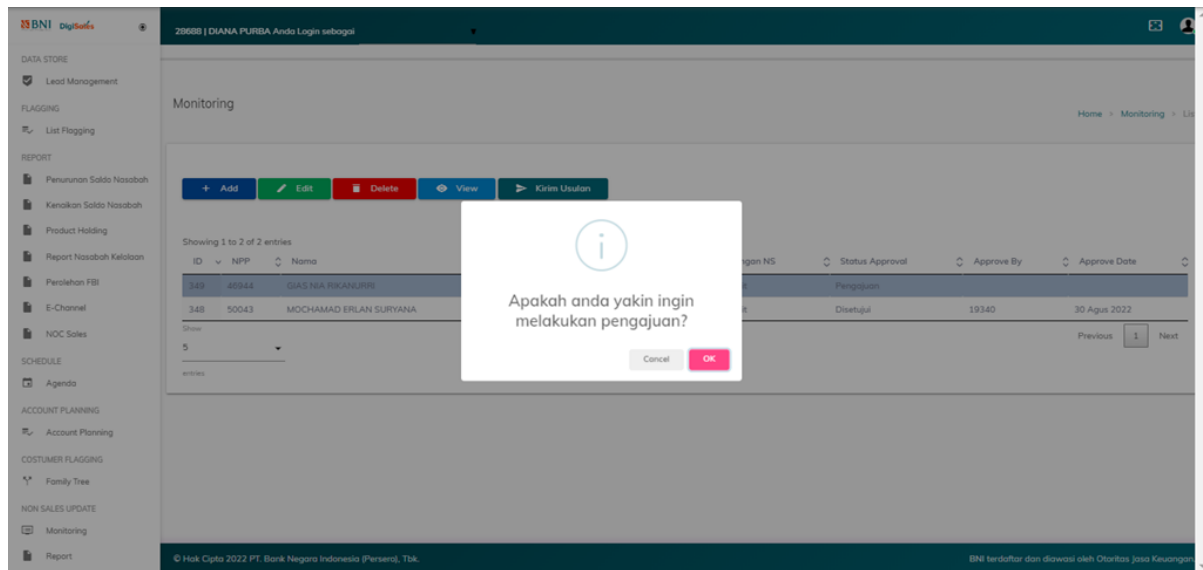 BNI DigiSales
28688 | DIANA PURBA Anda Login sebagai
DATA STORE
Lead Management
FLAGGING
List Flagging
REPORT
Penurunan Saldo Nasabah
Kenaikan Saldo Nasabah
Product Holding
Report Nasabah Kelolaan
Perolehan FBI
E-Channel
NOC Sales
SCHEDULE
Agenda
ACCOUNT PLANNING
Account Planning
COSTUMER FLAGGING
Family Tree
NON SALES UPDATE
Monitoring
Report
Monitoring
Home > Monitoring >
+ Add Edit Delete View Kirim Usulan
Showing 1 to 2 of 2 entries
ID NPP Nama NS Status Approval Approve By Approve Date
349 46944 GIAS NIA RIKANURRI Pengajuan
348 50043 MOCHAMAD ERLAN SURYANA Disetujui 19340 30 Agus 2022
Show
5
entries
Previous 1 Next
Apakah anda yakin ingin
melakukan pengajuan?
Cancel OK
© Hak Cipta 2022 PT. Bank Negara Indonesia (Persero), Tbk.
BNI terdaftar dan diawasi oleh Otoritas Jasa Keuangan